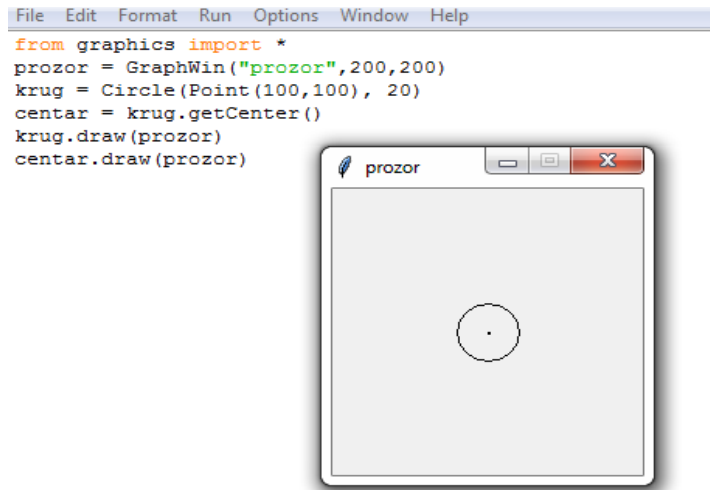 File Edit Format Run Options Window Help
from graphics import *
prozor = GraphWin("prozor",200,200)
krug = Circle(Point(100,100), 20)
centar = krug.getCenter()
krug.draw(prozor)
centar.draw(prozor)
prozor